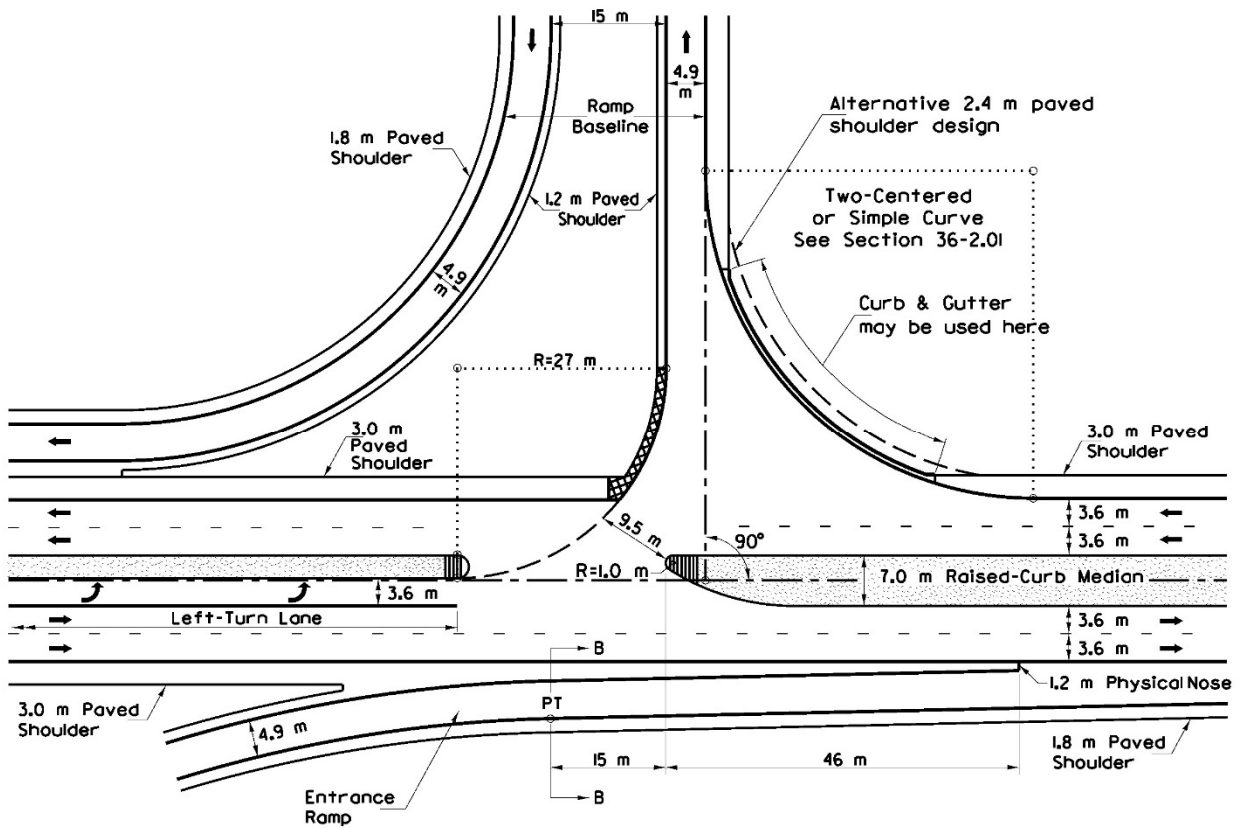 15 m
4.9
m
Ramp
Baseline
Alternative 2.4 m paved
shoulder design
1.8 m Paved
Shoulder
1.2 m Paved
Shoulder
Two-Centered
or Simple Curve
See Section 36-2.01
4.9
m
Curb & Gutter
may be used here
R=27 m
3.0 m
Paved
Shoulder
3.0 m Paved
Shoulder
9.5 m
3.6 m
90°
3.6 m
R=1.0 m
7.0 m Raised-Curb Median
3.6 m
Left-Turn Lane
3.6 m
3.6 m
B
3.0 m Paved
Shoulder
PT
1.2 m Physical Nose
4.9 m
15 m
46 m
1.8 m Paved
Shoulder
Entrance
Ramp
B